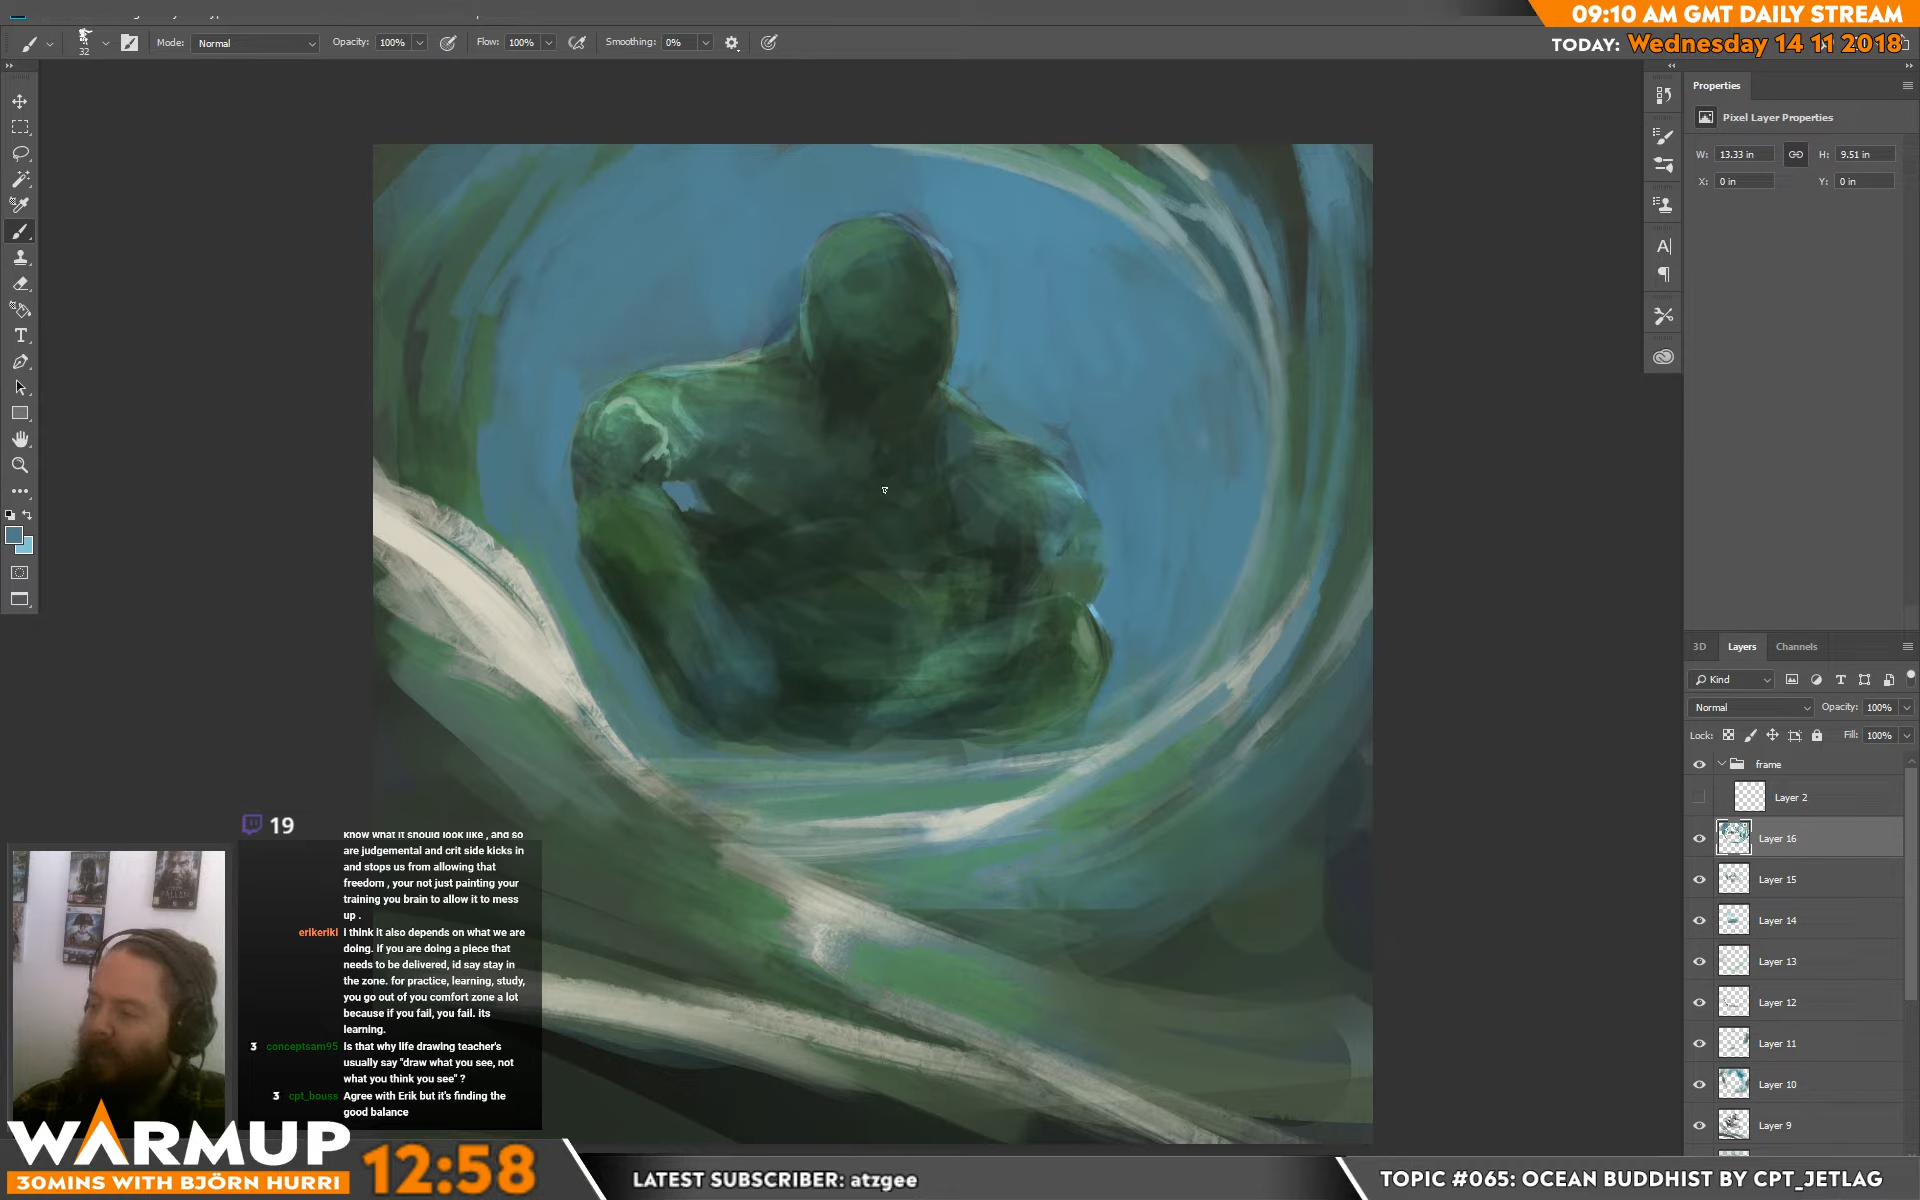 09:10 AM GMT DAILY STREAM
TODAY: Wednesday 14 11 2018
32
Mode: Normal
Opacity: 100%
Flow: 100%
Smoothing: 0%
Properties
Pixel Layer Properties
W: 13.33 in
H: 9.51 in
X: 0 in
Y: 0 in
3D
Layers
Channels
Kind
Normal
Opacity: 100%
Lock:
Fill: 100%
frame
Layer 2
Layer 16
Layer 15
Layer 14
Layer 13
Layer 12
Layer 11
Layer 10
Layer 9
19
know what it should look like , and so
are judgemental and crit side kicks in
and stops us from allowing that
freedom , your not just painting your
training you brain to allow it to mess
up .
erikeriki i think it also depends on what we are
doing. If you are doing a piece that
needs to be delivered, id say stay in
the zone. for practice, learning, study,
you go out of you comfort zone a lot
because if you fail, you fail. its
learning.
3 conceptsam95 Is that why life drawing teacher's
usually say "draw what you see, not
what you think you see" ?
3 cpt_bouss Agree with Erik but it's finding the
good balance
WARMUP
30MINS WITH BJÖRN HURRI
12:58
LATEST SUBSCRIBER: atzgee
TOPIC #065: OCEAN BUDDHIST BY CPT_JETLAG